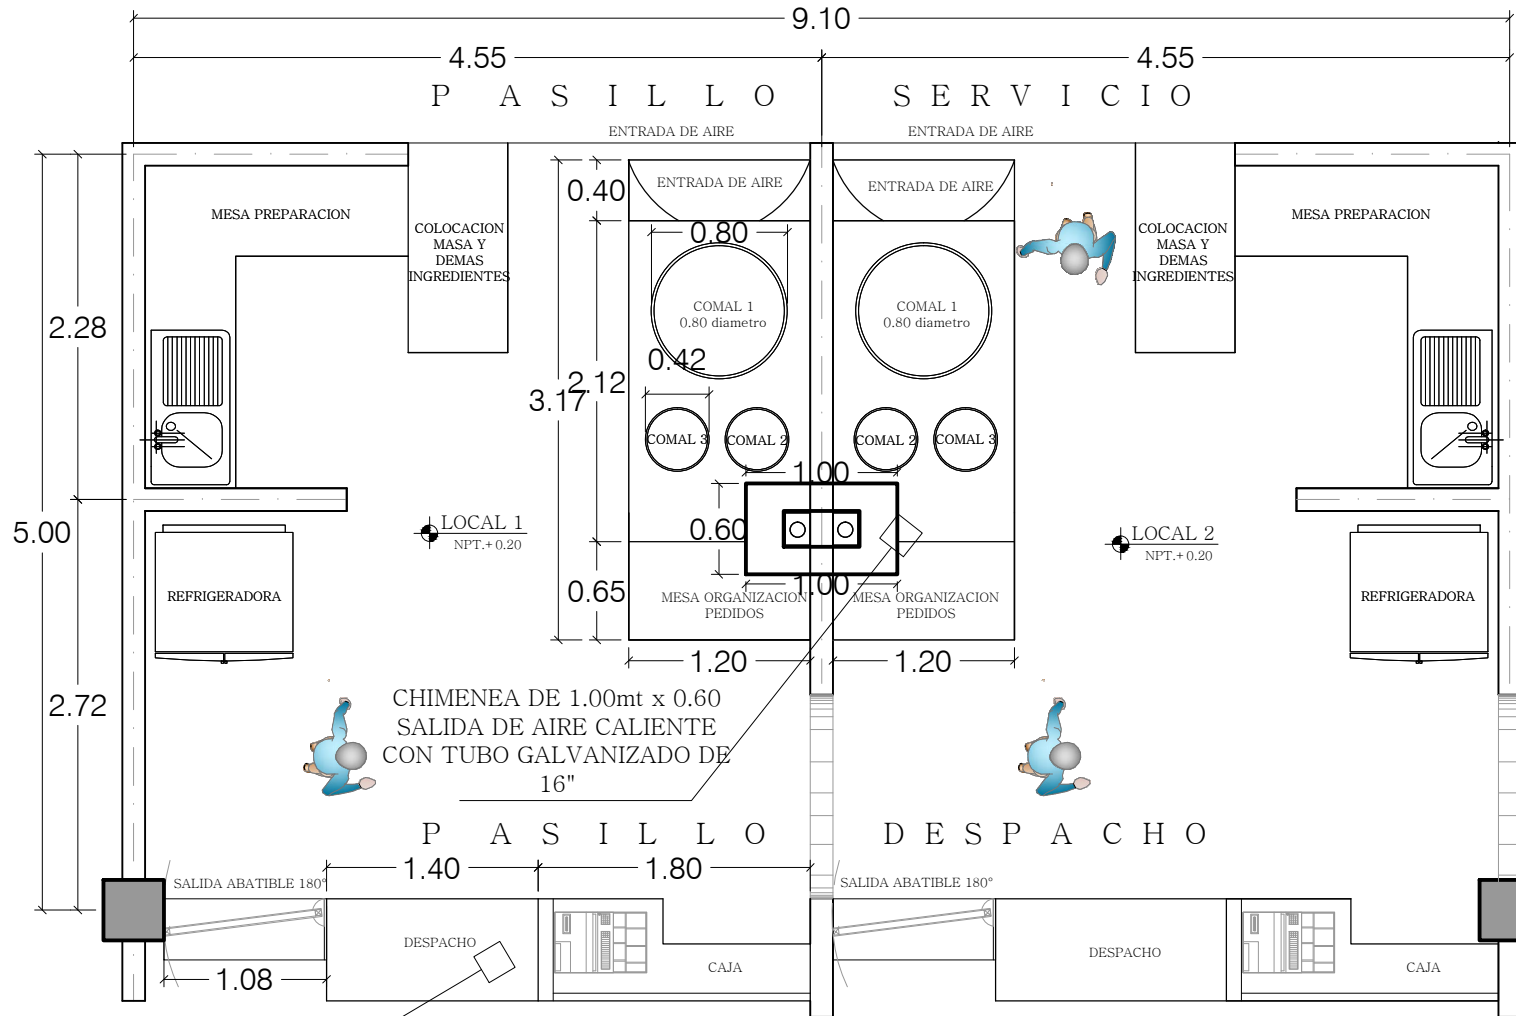 9.10
4.55
4.55
PASILLO SERVICIO
ENTRADA DE AIRE
ENTRADA DE AIRE
0.40
ENTRADA DE AIRE
ENTRADA DE AIRE
MESA PREPARACION
COLOCACION
MASA Y
DEMAS
INGREDIENTES
0.80
COLOCACION
MASA Y
DEMAS
INGREDIENTES
MESA PREPARACION
COMAL 1
0.80 diametro
COMAL 1
0.80 diametro
2.28
0.42
2.12
3.17
COMAL 3
COMAL 2
COMAL 2
COMAL 3
1.00
5.00
LOCAL 1
NPT.+0.20
0.60
LOCAL 2
NPT.+0.20
REFRIGERADORA
0.65
1.00
MESA ORGANIZACION
PEDIDOS
MESA ORGANIZACION
PEDIDOS
REFRIGERADORA
1.20
1.20
2.72
CHIMENEA DE 1.00mt x 0.60
SALIDA DE AIRE CALIENTE
CON TUBO GALVANIZADO DE
16"
PASILLO DESPACHO
1.40
1.80
SALIDA ABATIBLE 180°
SALIDA ABATIBLE 180°
DESPACHO
CAJA
DESPACHO
CAJA
1.08